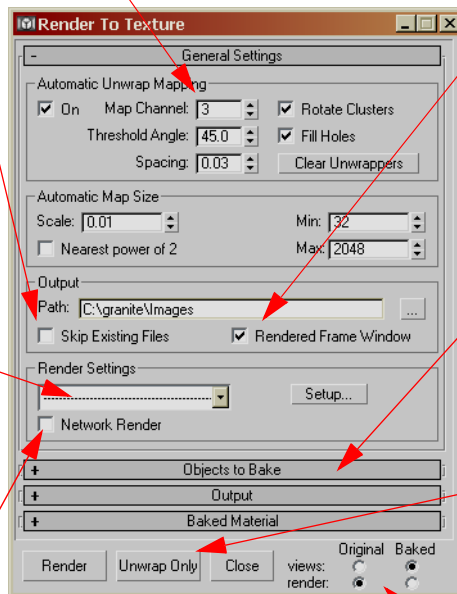 Render To Texture
- General Settings
Automatic Unwrap Mapping
On Map Channel: 3 Rotate Clusters
Threshold Angle: 45.0 Fill Holes
Spacing: 0.03 Clear Unwrappers
Automatic Map Size
Scale: 0.01 Min: 32
Nearest power of 2 Max: 2048
Output
Path: C:\granite\Images ...
Skip Existing Files Rendered Frame Window
Render Settings
-------------------------------------- Setup...
Network Render
+ Objects to Bake
+ Output
+ Baked Material
Original Baked
Render Unwrap Only Close views:
render: